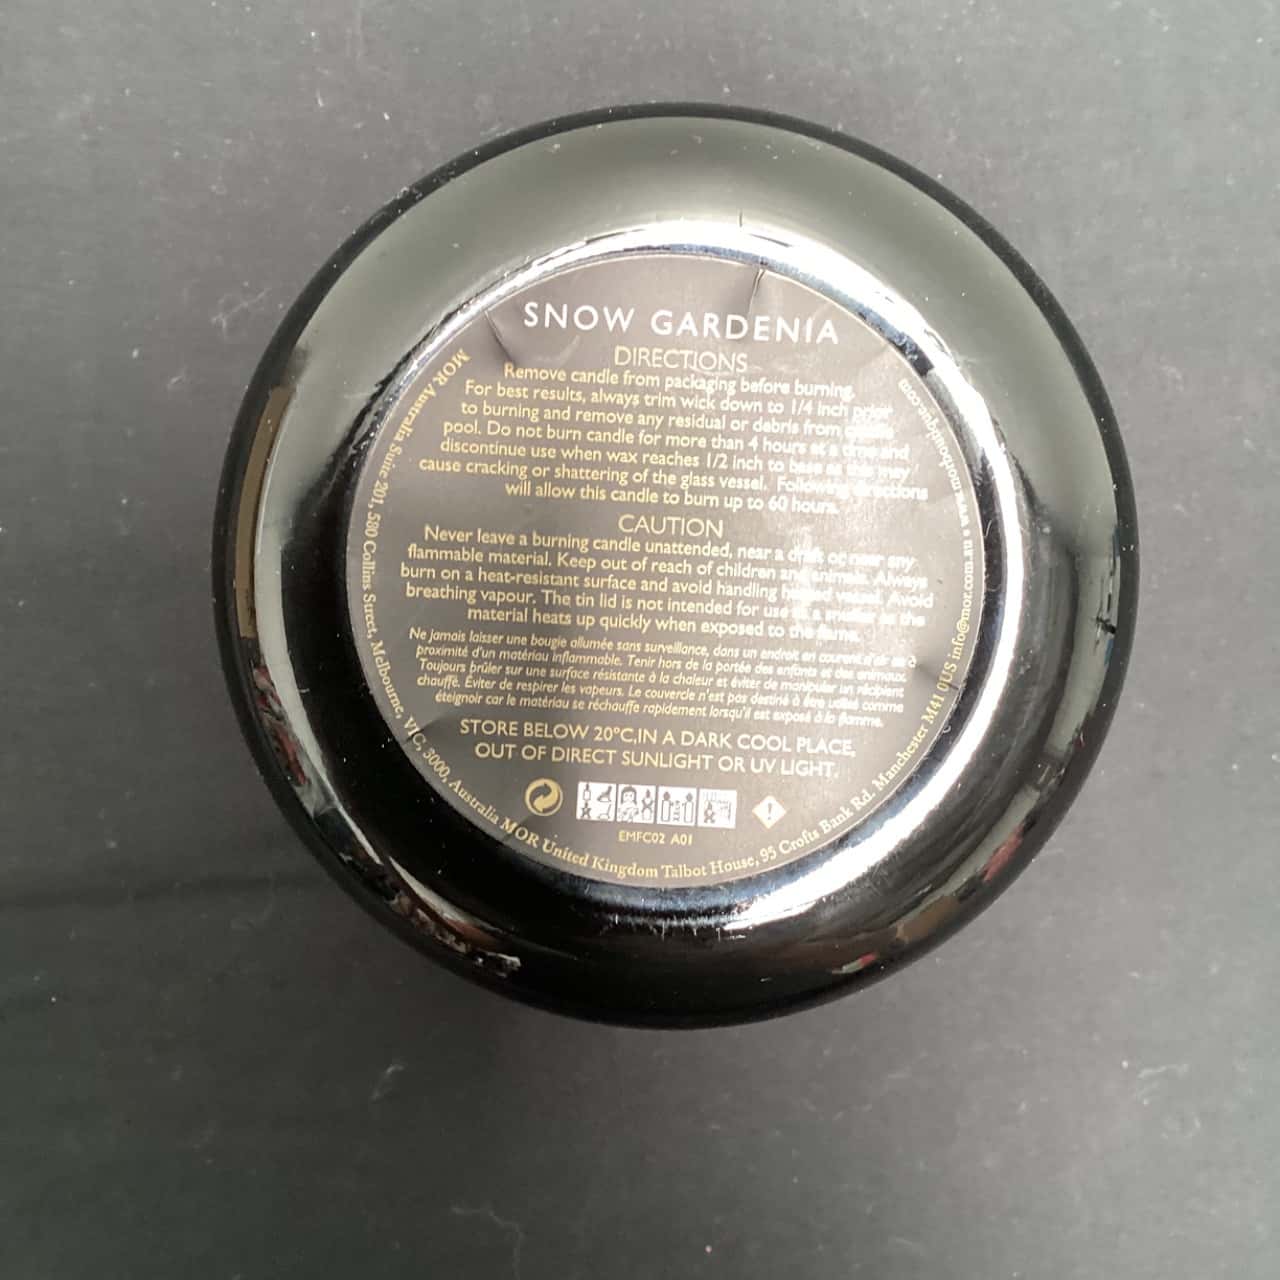 SNOW GARDENIA
DIRECTIONS
Remove candle from packaging before burning.
For best results, always trim wick down to 1/4 inch prior
to burning and remove any residual or debris from candle
pool. Do not burn candle for more than 4 hours at a time and
discontinue use when wax reaches 1/2 inch to base as this may
cause cracking or shattering of the glass vessel. Following directions
will allow this candle to burn up to 60 hours.
CAUTION
Never leave a burning candle unattended, near a draft or near any
flammable material. Keep out of reach of children and animals. Always
burn on a heat-resistant surface and avoid handling heated vessel. Avoid
breathing vapour. The tin lid is not intended for use as a snuffer as the
material heats up quickly when exposed to the flame.
Ne jamais laisser une bougie allumée sans surveillance, dans un endroit en courant d'air ou à
proximité d'un matériau inflammable. Tenir hors de la portée des enfants et des animaux.
Toujours brûler sur une surface résistante à la chaleur et éviter de manipuler un récipient
chauffé. Éviter de respirer les vapeurs. Le couvercle n'est pas destiné à être utilisé comme
éteignoir car le matériau se réchauffe rapidement lorsqu'il est exposé à la flamme.
STORE BELOW 20°C,IN A DARK COOL PLACE,
OUT OF DIRECT SUNLIGHT OR UV LIGHT.
EMFC02 A01
MOR Australia Suite 201, 580 Collins Street, Melbourne, VIC, 3000, Australia MOR United Kingdom Talbot House, 95 Crofts Bank Rd. Manchester M41 0US info@mor.com.au • www.morboutique.com